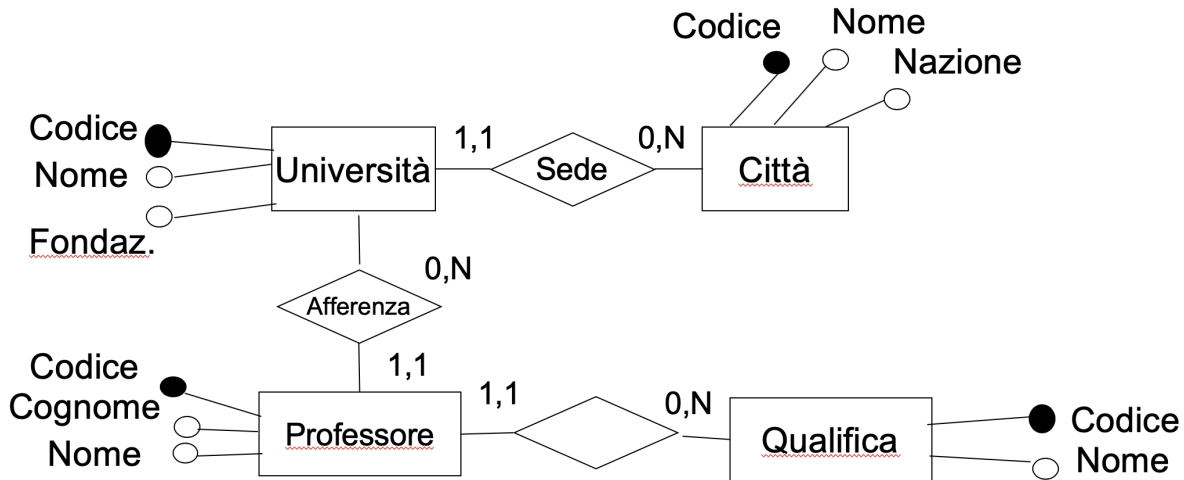 Codice
Nome
Nazione
Codice
Nome
Fondaz.
Università
1,1
Sede
0,N
Città
0,N
Afferenza
1,1
Codice
Cognome
Nome
Professore
1,1
0,N
Qualifica
Codice
Nome